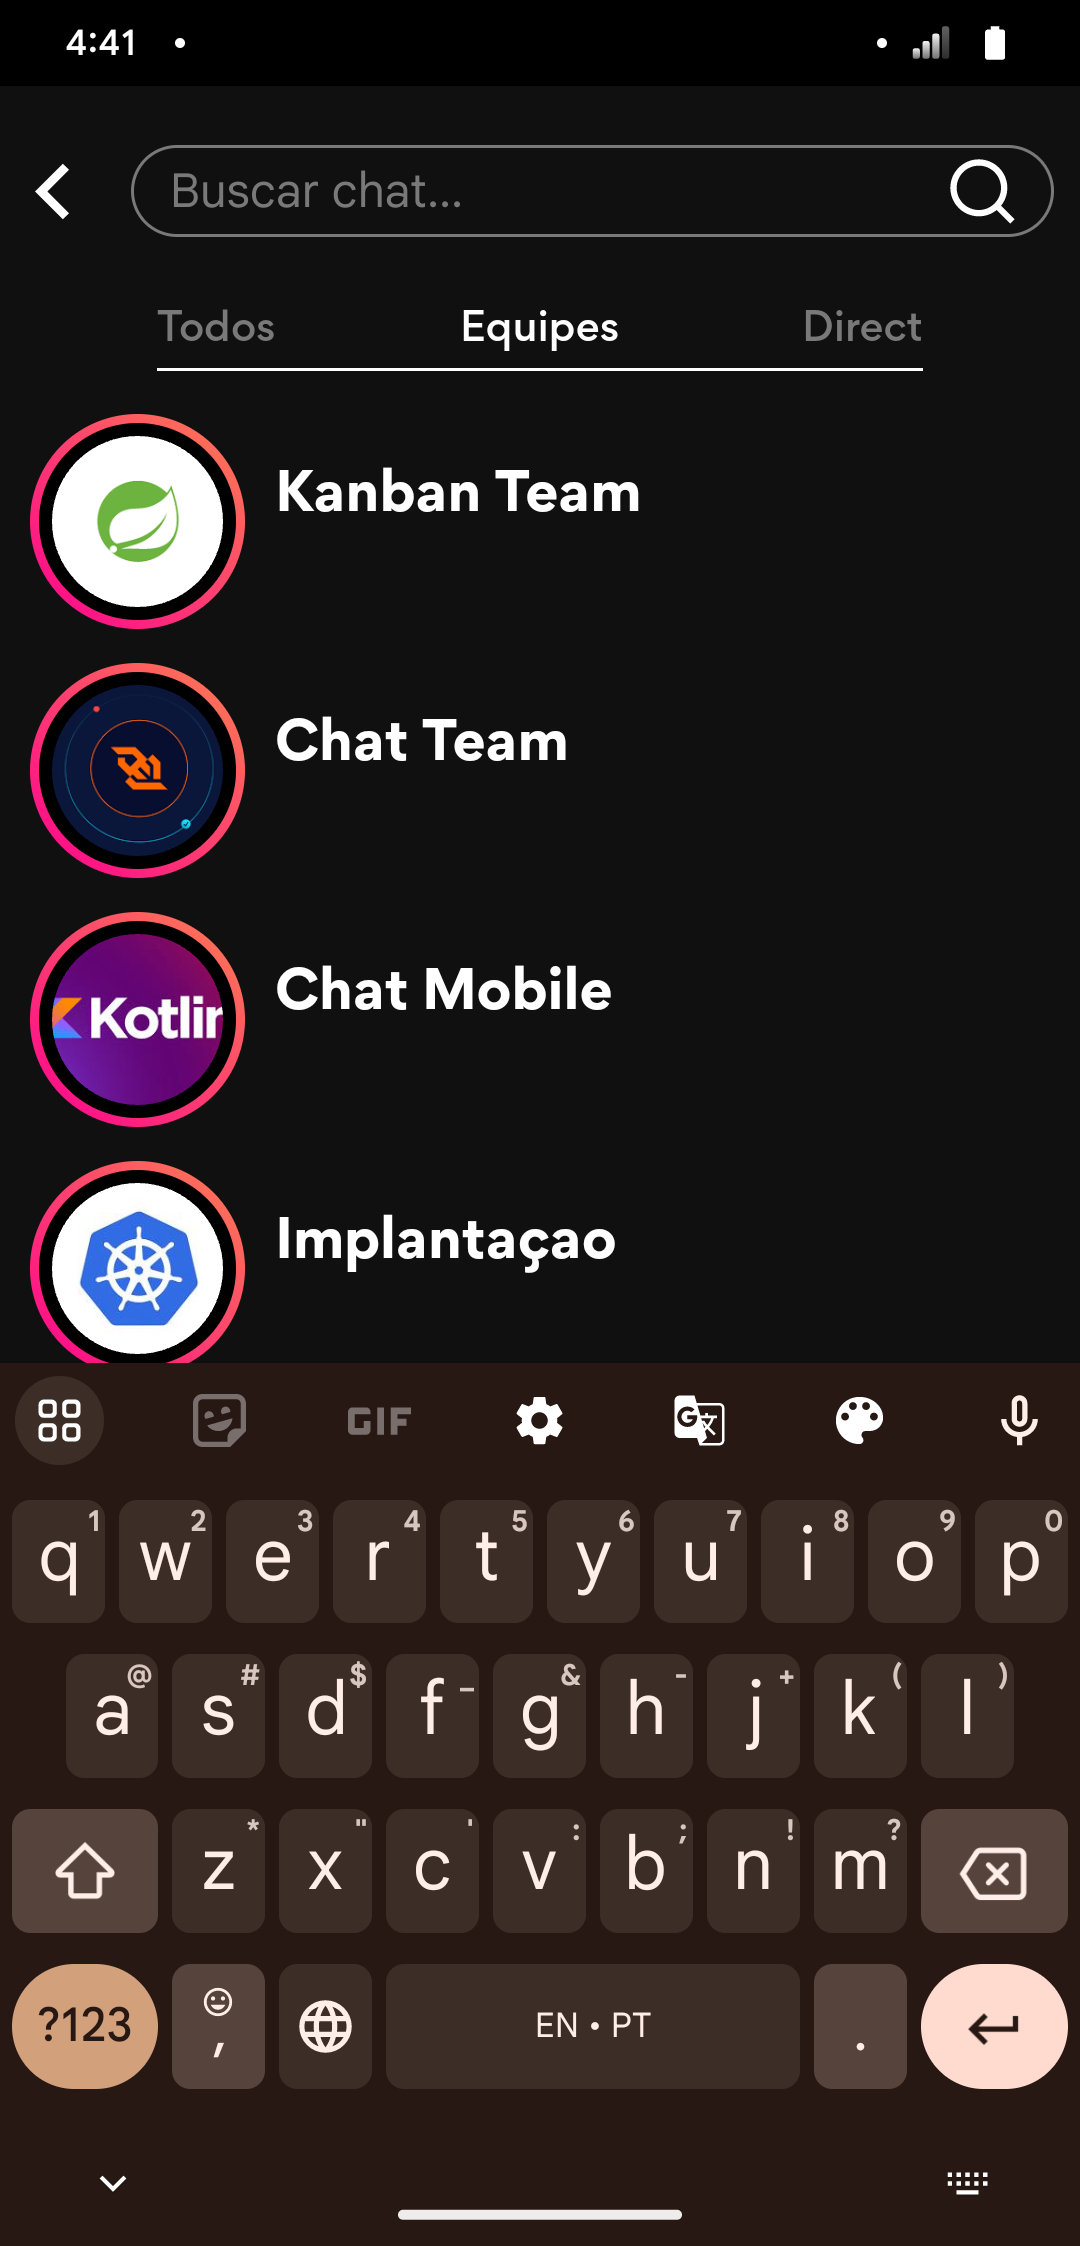 4:41
Buscar chat...
Todos Equipes Direct
Kanban Team
Chat Team
Kotlin
Chat Mobile
Implantaçao
GIF G 文
q 1 w 2 e 3 r 4 t 5 y 6 u 7 i 8 o 9 p 0
a @ s # d $ f _ g & h - j + k ( l )
z * x " c ' v : b ; n ! m ?
?123 , EN • PT .